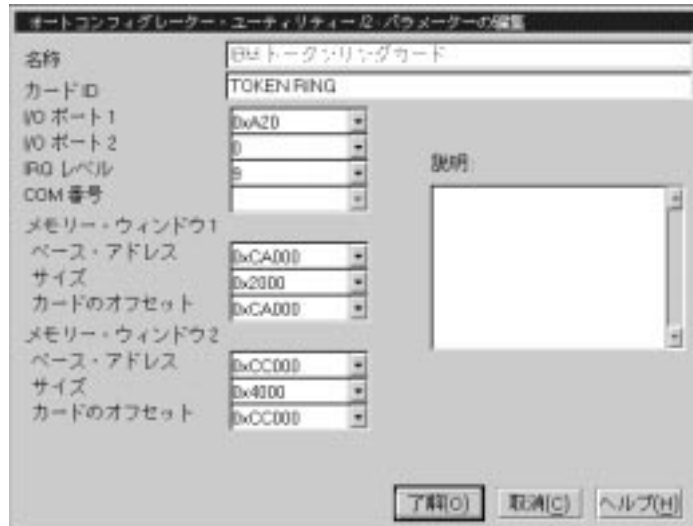 オートコンフィグレーター・ユーティリティー/2:パラメーターの編集
名称 IBM トークンリングカード
カード ID TOKEN RING
I/O ポート 1 0xA20
I/O ポート 2 0
IRQ レベル 9
COM 番号
メモリー・ウィンドウ1
ベース・アドレス 0xCA000
サイズ 0x2000
カードのオフセット 0xCA000
メモリー・ウィンドウ2
ベース・アドレス 0xCC000
サイズ 0x4000
カードのオフセット 0xCC000
説明
了解(O) 取消(C) ヘルプ(H)